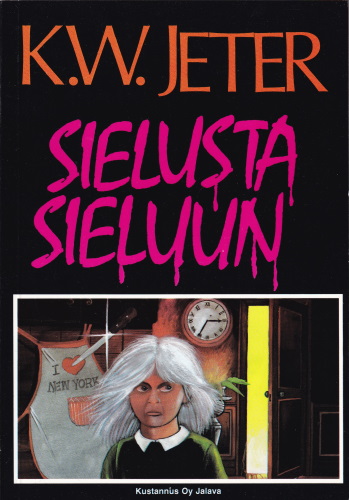 K.W. JETER
SIELUSTA
SIELUUN
I
NEW YORK
Kustannus Oy Jalava